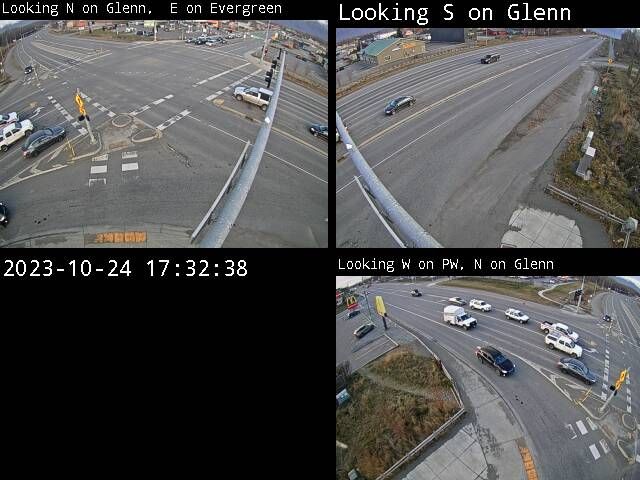 Looking N on Glenn, E on Evergreen
Looking S on Glenn
2023-10-24 17:32:38
Looking W on PW, N on Glenn